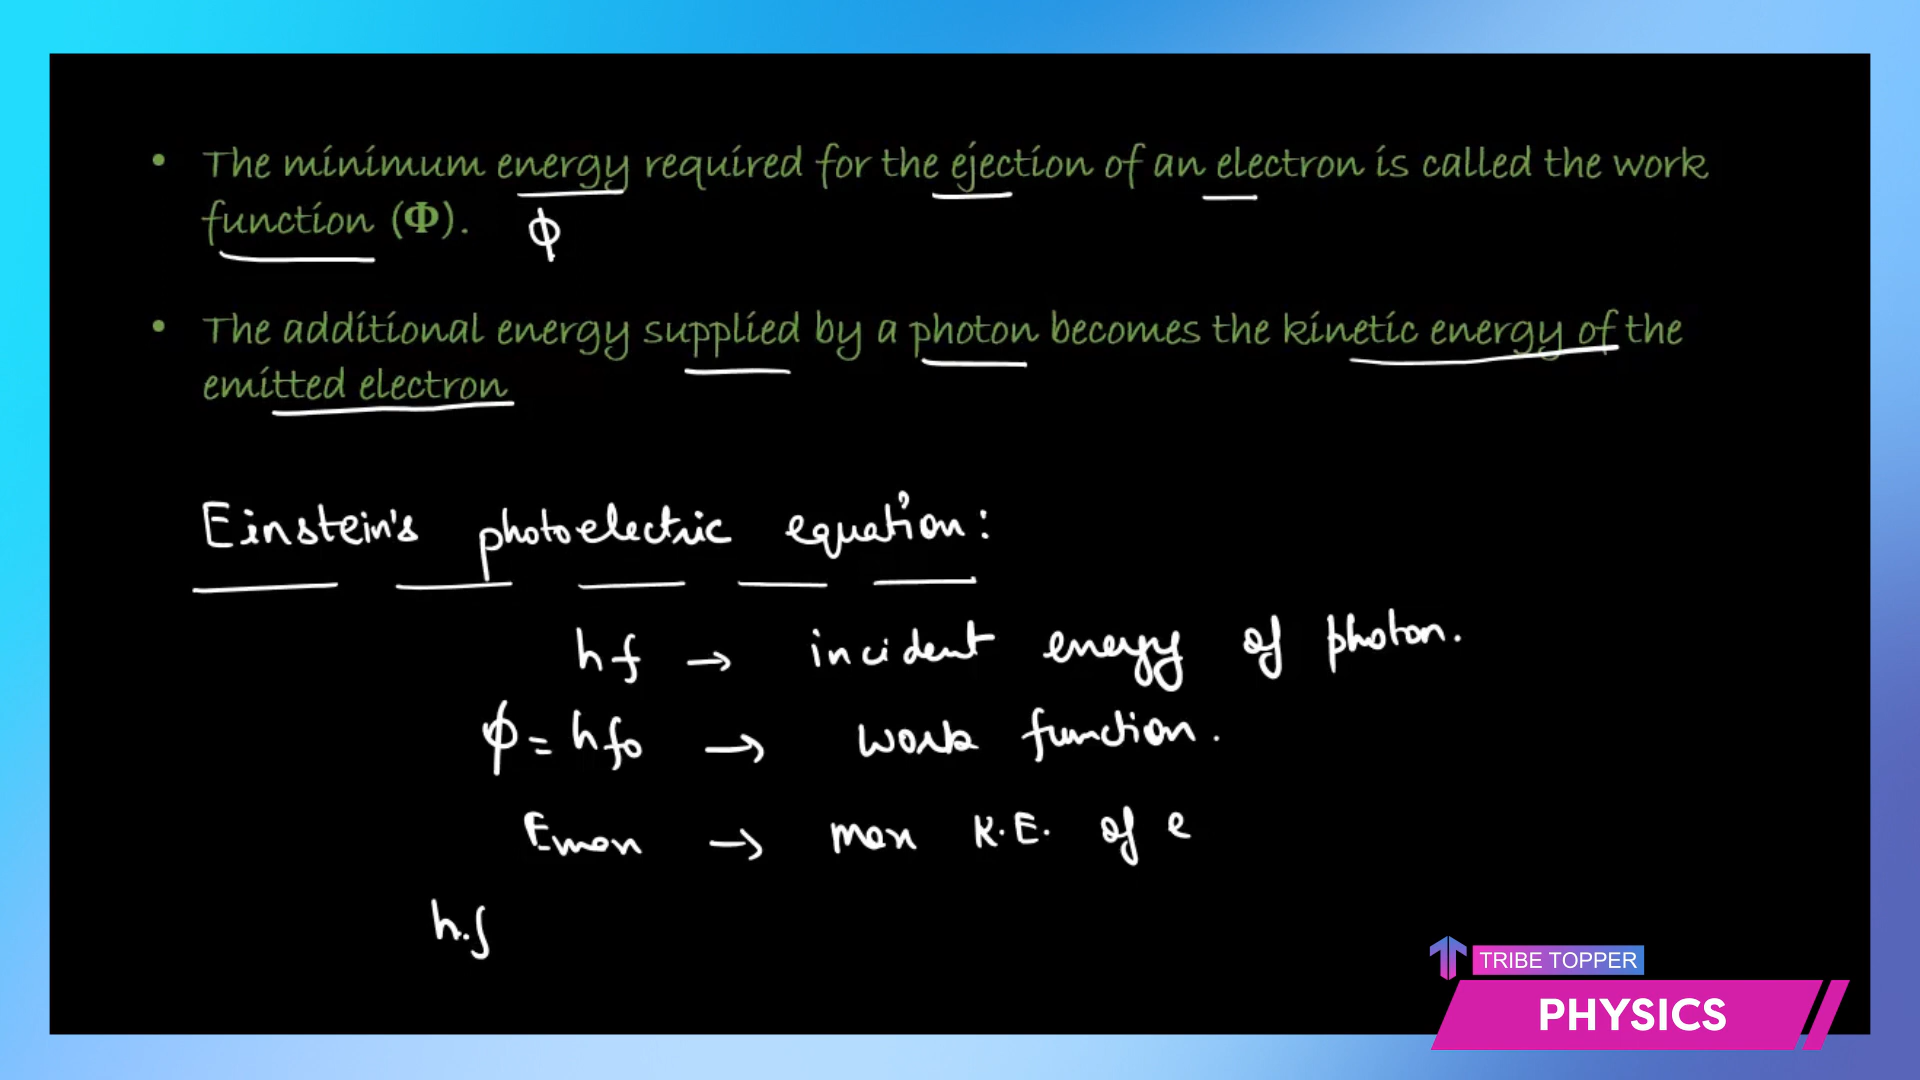 • The minimum energy required for the ejection of an electron is called the work
function (Φ). ϕ
• The additional energy supplied by a photon becomes the kinetic energy of the
emitted electron
Einstein's photoelectric equation:
hf → incident energy of photon.
ϕ = hf₀ → work function.
Emax → max K.E. of e
h.f
TRIBE TOPPER
PHYSICS